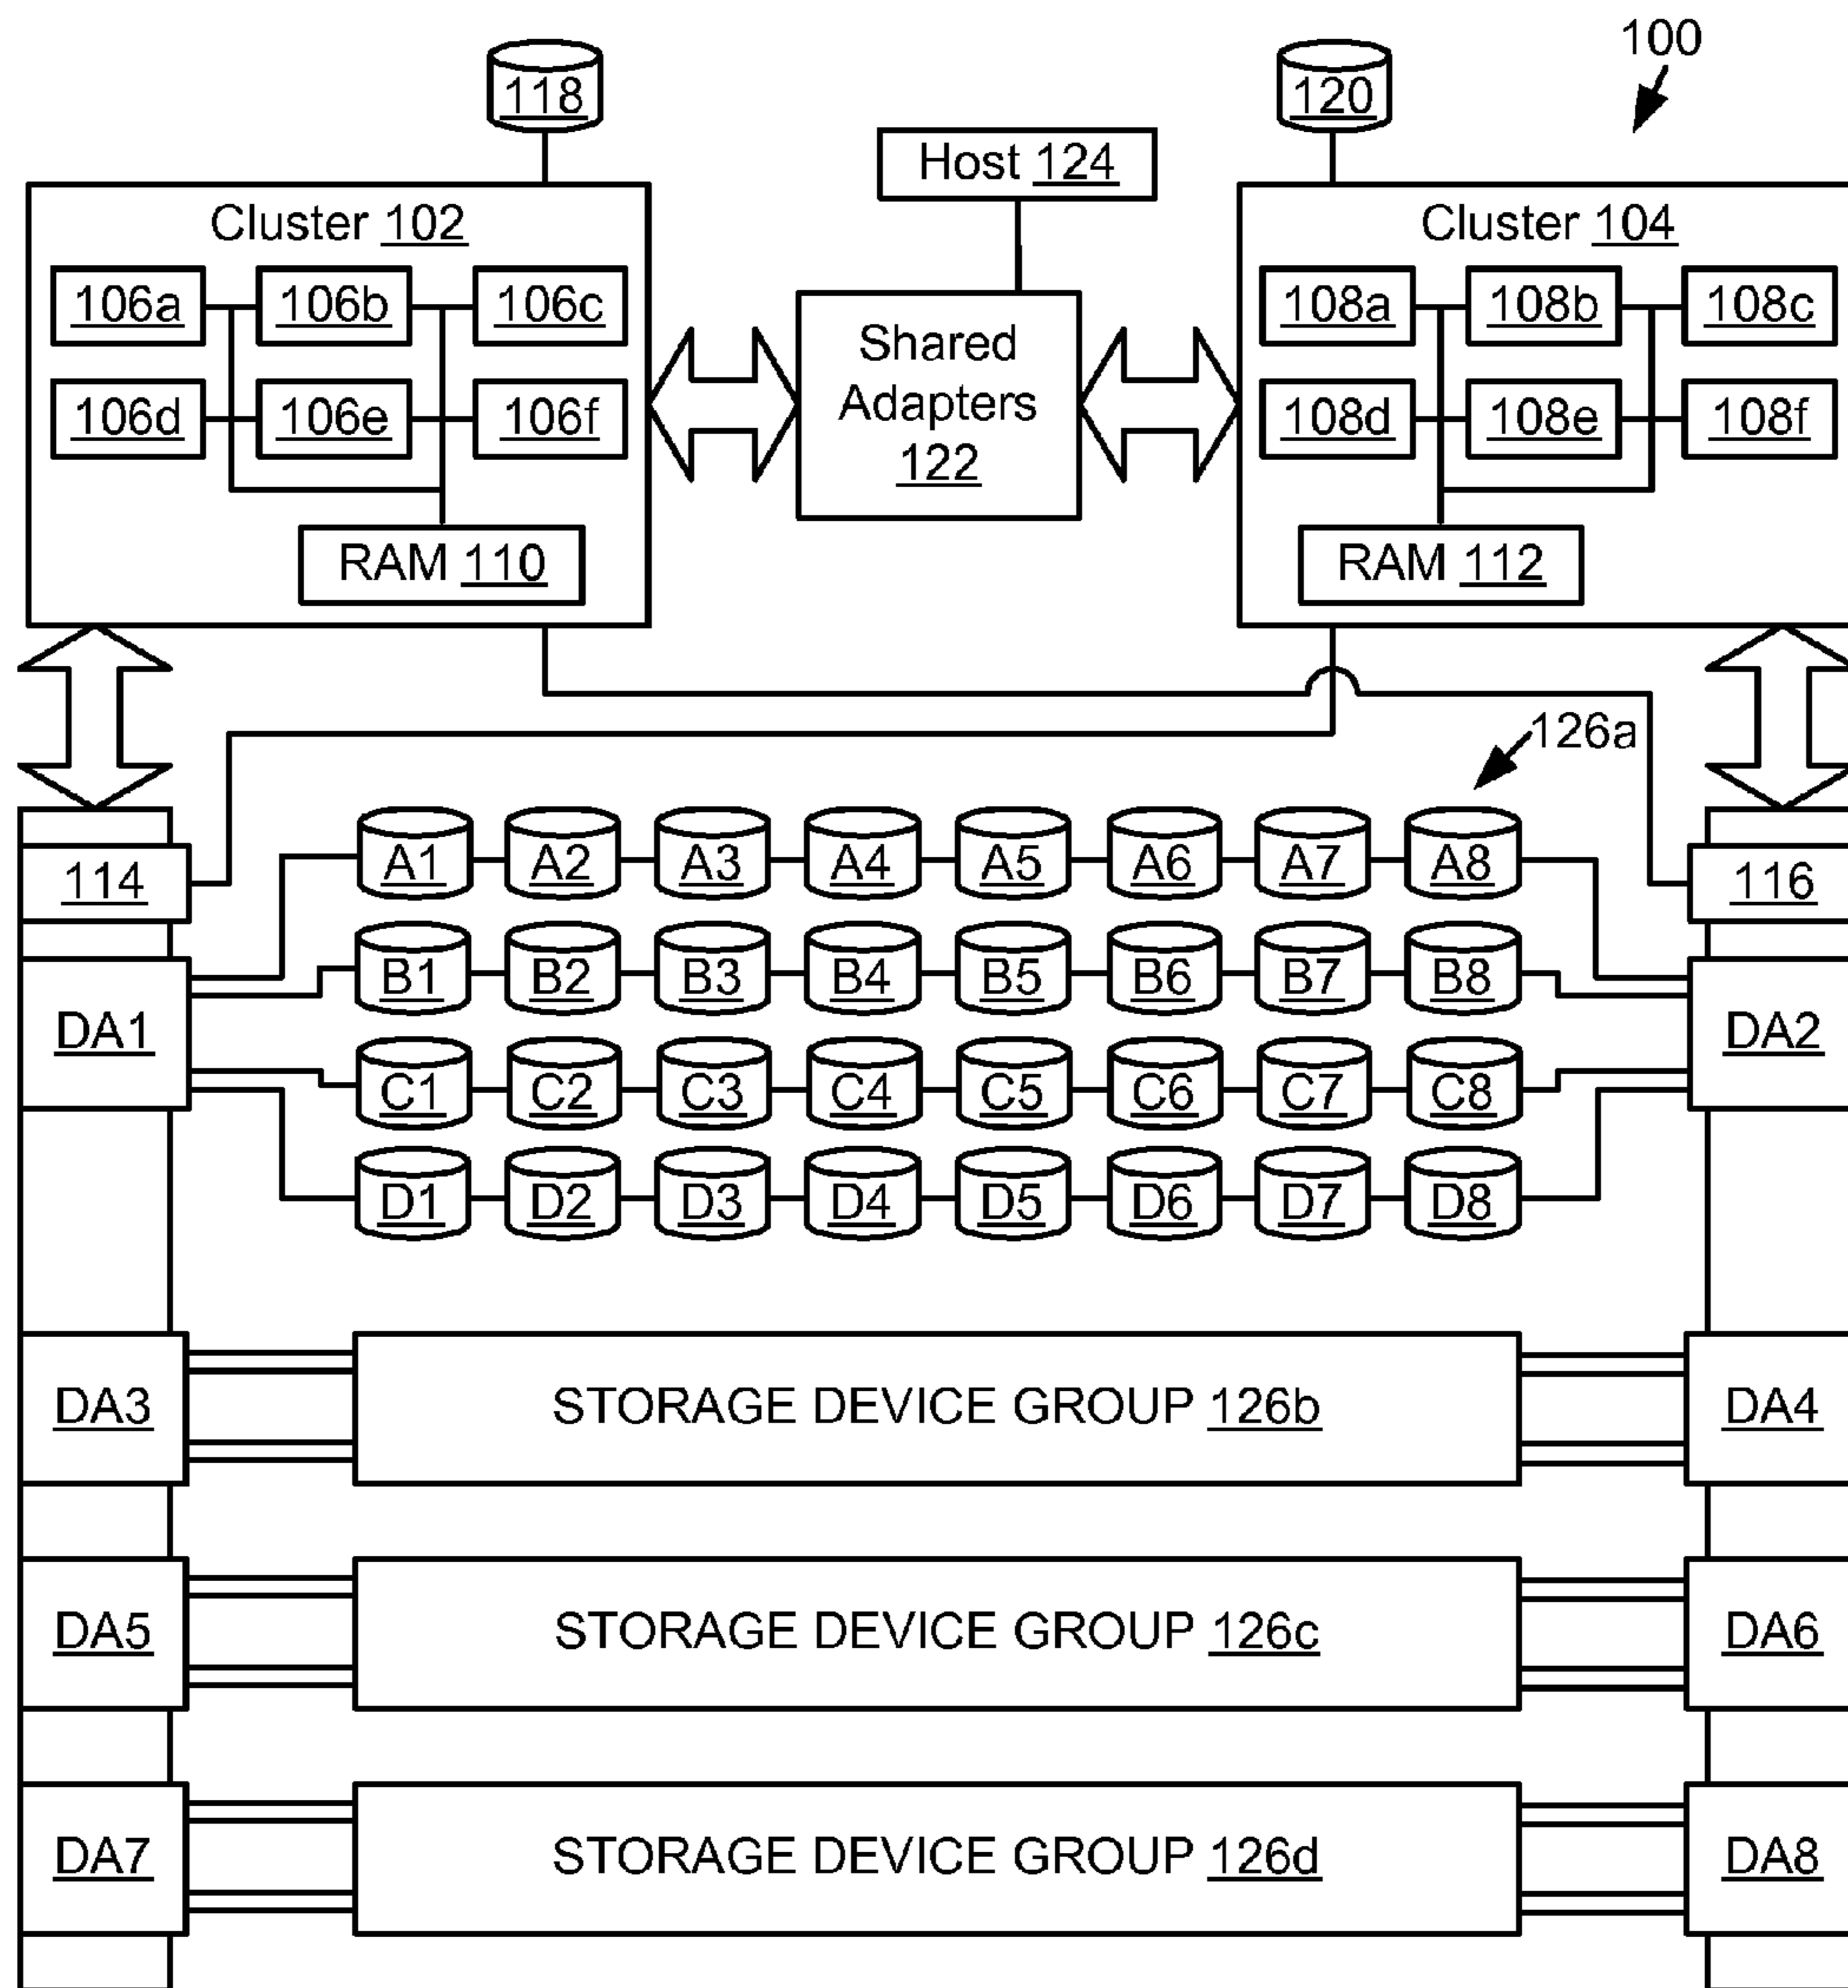 100
118
120
Host 124
Cluster 102
Cluster 104
106a 106b 106c
108a 108b 108c
Shared
Adapters
122
106d 106e 106f
108d 108e 108f
RAM 110
RAM 112
126a
114
116
A1 A2 A3 A4 A5 A6 A7 A8
B1 B2 B3 B4 B5 B6 B7 B8
DA1
DA2
C1 C2 C3 C4 C5 C6 C7 C8
D1 D2 D3 D4 D5 D6 D7 D8
DA3
STORAGE DEVICE GROUP 126b
DA4
DA5
STORAGE DEVICE GROUP 126c
DA6
DA7
STORAGE DEVICE GROUP 126d
DA8